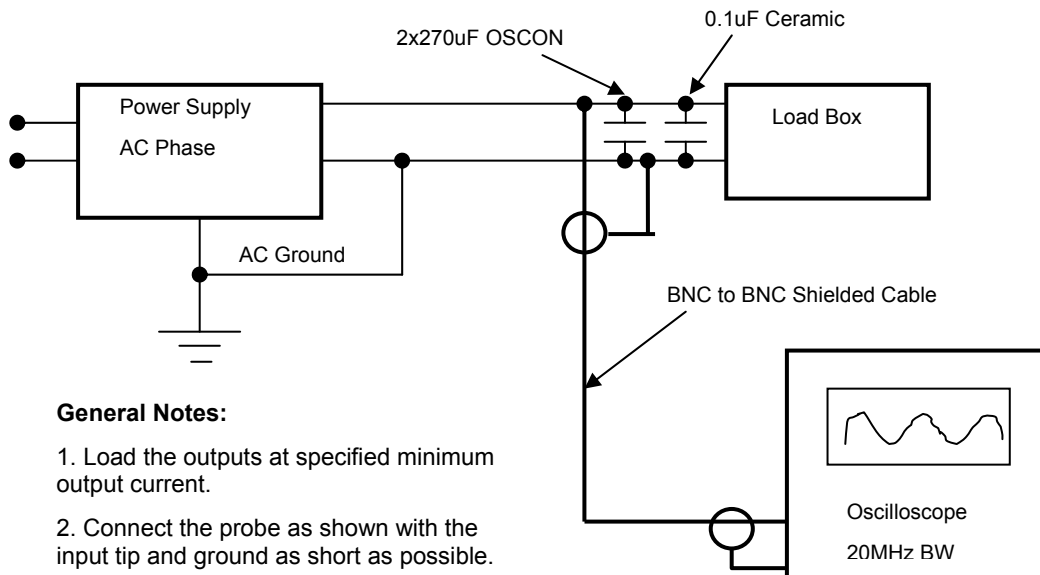 0.1uF Ceramic
2x270uF OSCON
Power Supply
AC Phase
Load Box
AC Ground
BNC to BNC Shielded Cable
General Notes:
1. Load the outputs at specified minimum
output current.
2. Connect the probe as shown with the
input tip and ground as short as possible.
Oscilloscope
20MHz BW